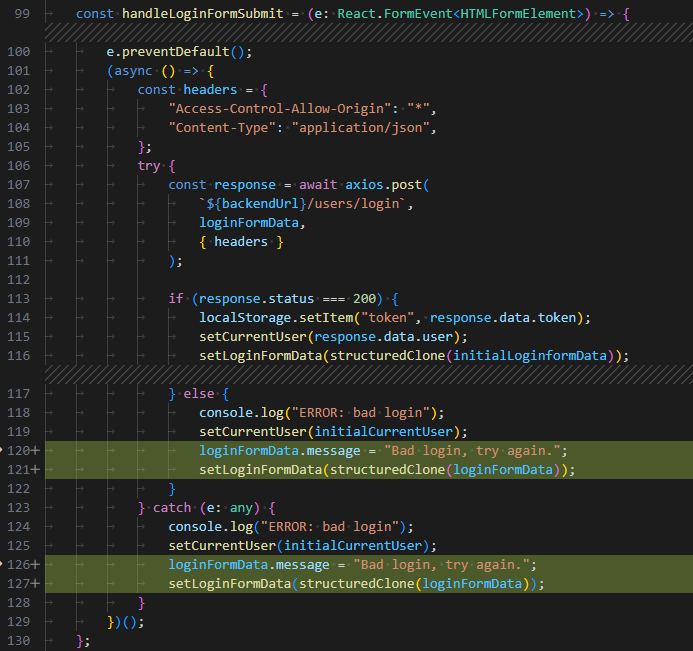 99 const handleLoginFormSubmit = (e: React.FormEvent<HTMLFormElement>) => {
100 e.preventDefault();
101 (async () => {
102 const headers = {
103 "Access-Control-Allow-Origin": "*",
104 "Content-Type": "application/json",
105 };
106 try {
107 const response = await axios.post(
108 `${backendUrl}/users/login`,
109 loginFormData,
110 { headers }
111 );
112
113 if (response.status === 200) {
114 localStorage.setItem("token", response.data.token);
115 setCurrentUser(response.data.user);
116 setLoginFormData(structuredClone(initialLoginformData));
117 } else {
118 console.log("ERROR: bad login");
119 setCurrentUser(initialCurrentUser);
120+ loginFormData.message = "Bad login, try again.";
121+ setLoginFormData(structuredClone(loginFormData));
122 }
123 } catch (e: any) {
124 console.log("ERROR: bad login");
125 setCurrentUser(initialCurrentUser);
126+ loginFormData.message = "Bad login, try again.";
127+ setLoginFormData(structuredClone(loginFormData));
128 }
129 })();
130 };